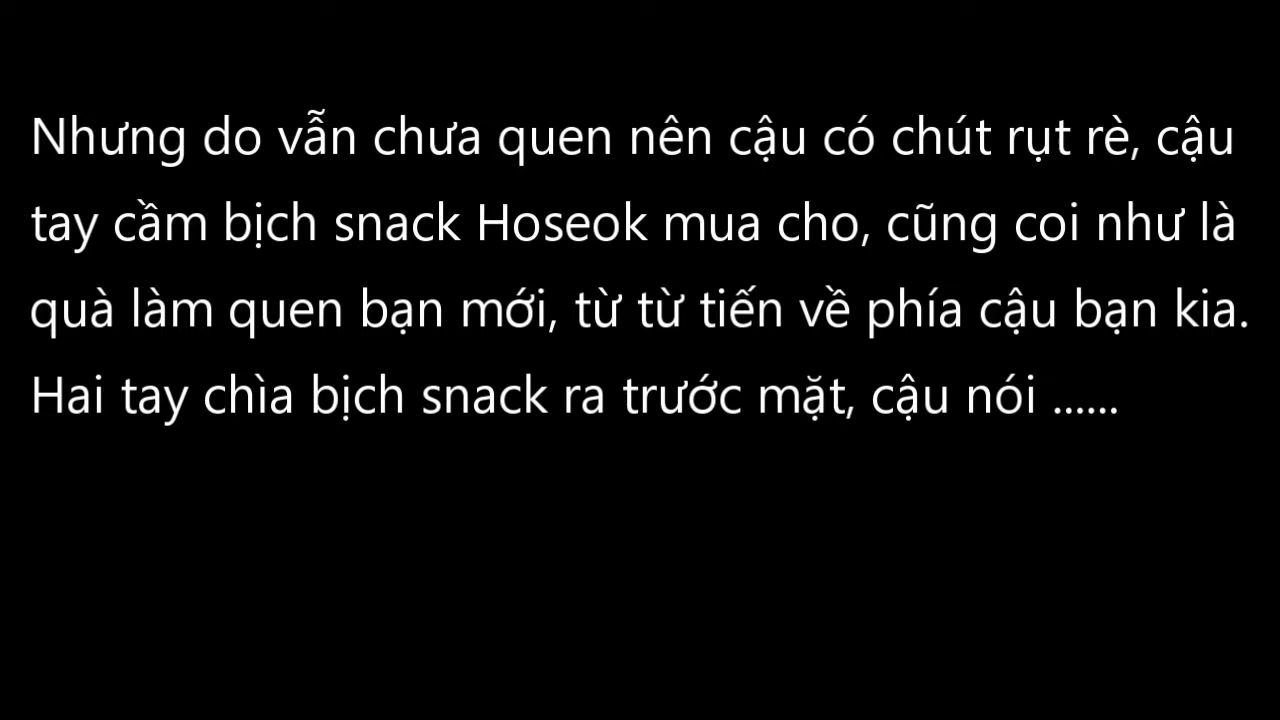 Nhưng do vẫn chưa quen nên cậu có chút rụt rè, cậu
tay cầm bịch snack Hoseok mua cho, cũng coi như là
quà làm quen bạn mới, từ từ tiến về phía cậu bạn kia.
Hai tay chìa bịch snack ra trước mặt, cậu nói ......